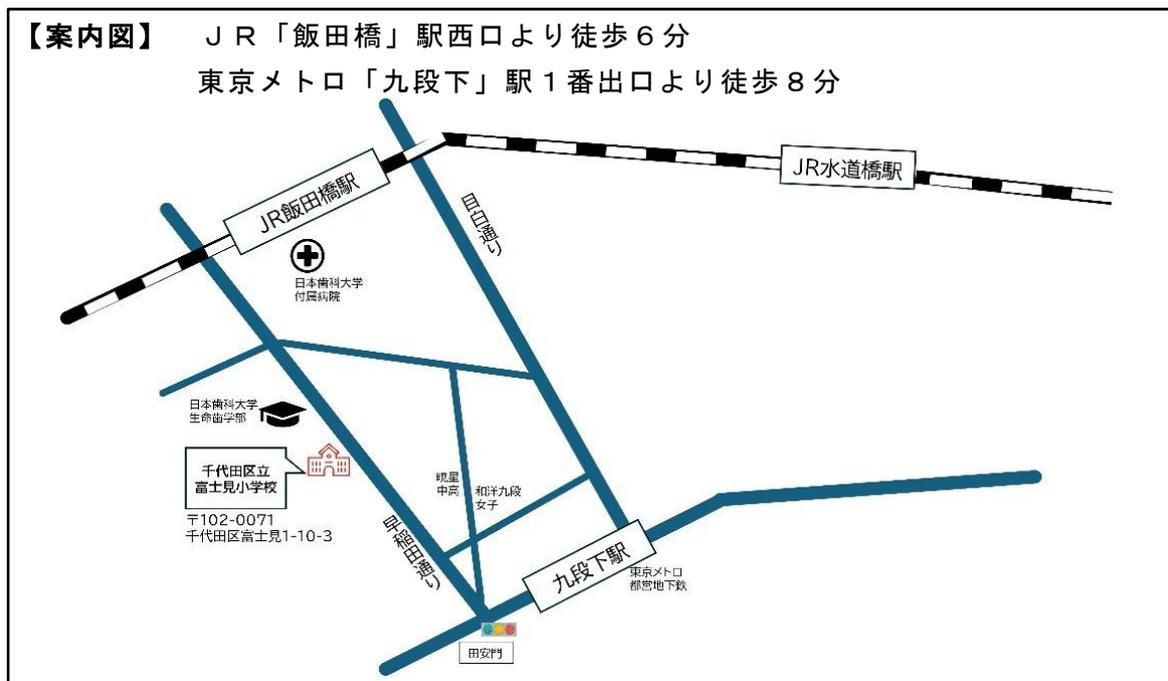 【案内図】　ＪＲ「飯田橋」駅西口より徒歩６分
東京メトロ「九段下」駅１番出口より徒歩８分
JR水道橋駅
JR飯田橋駅
目白通り
日本歯科大学
付属病院
日本歯科大学
生命歯学部
千代田区立
富士見小学校
〒102-0071
千代田区富士見1-10-3
暁星
中高
和洋九段
女子
早稲田通り
九段下駅
東京メトロ
都営地下鉄
田安門